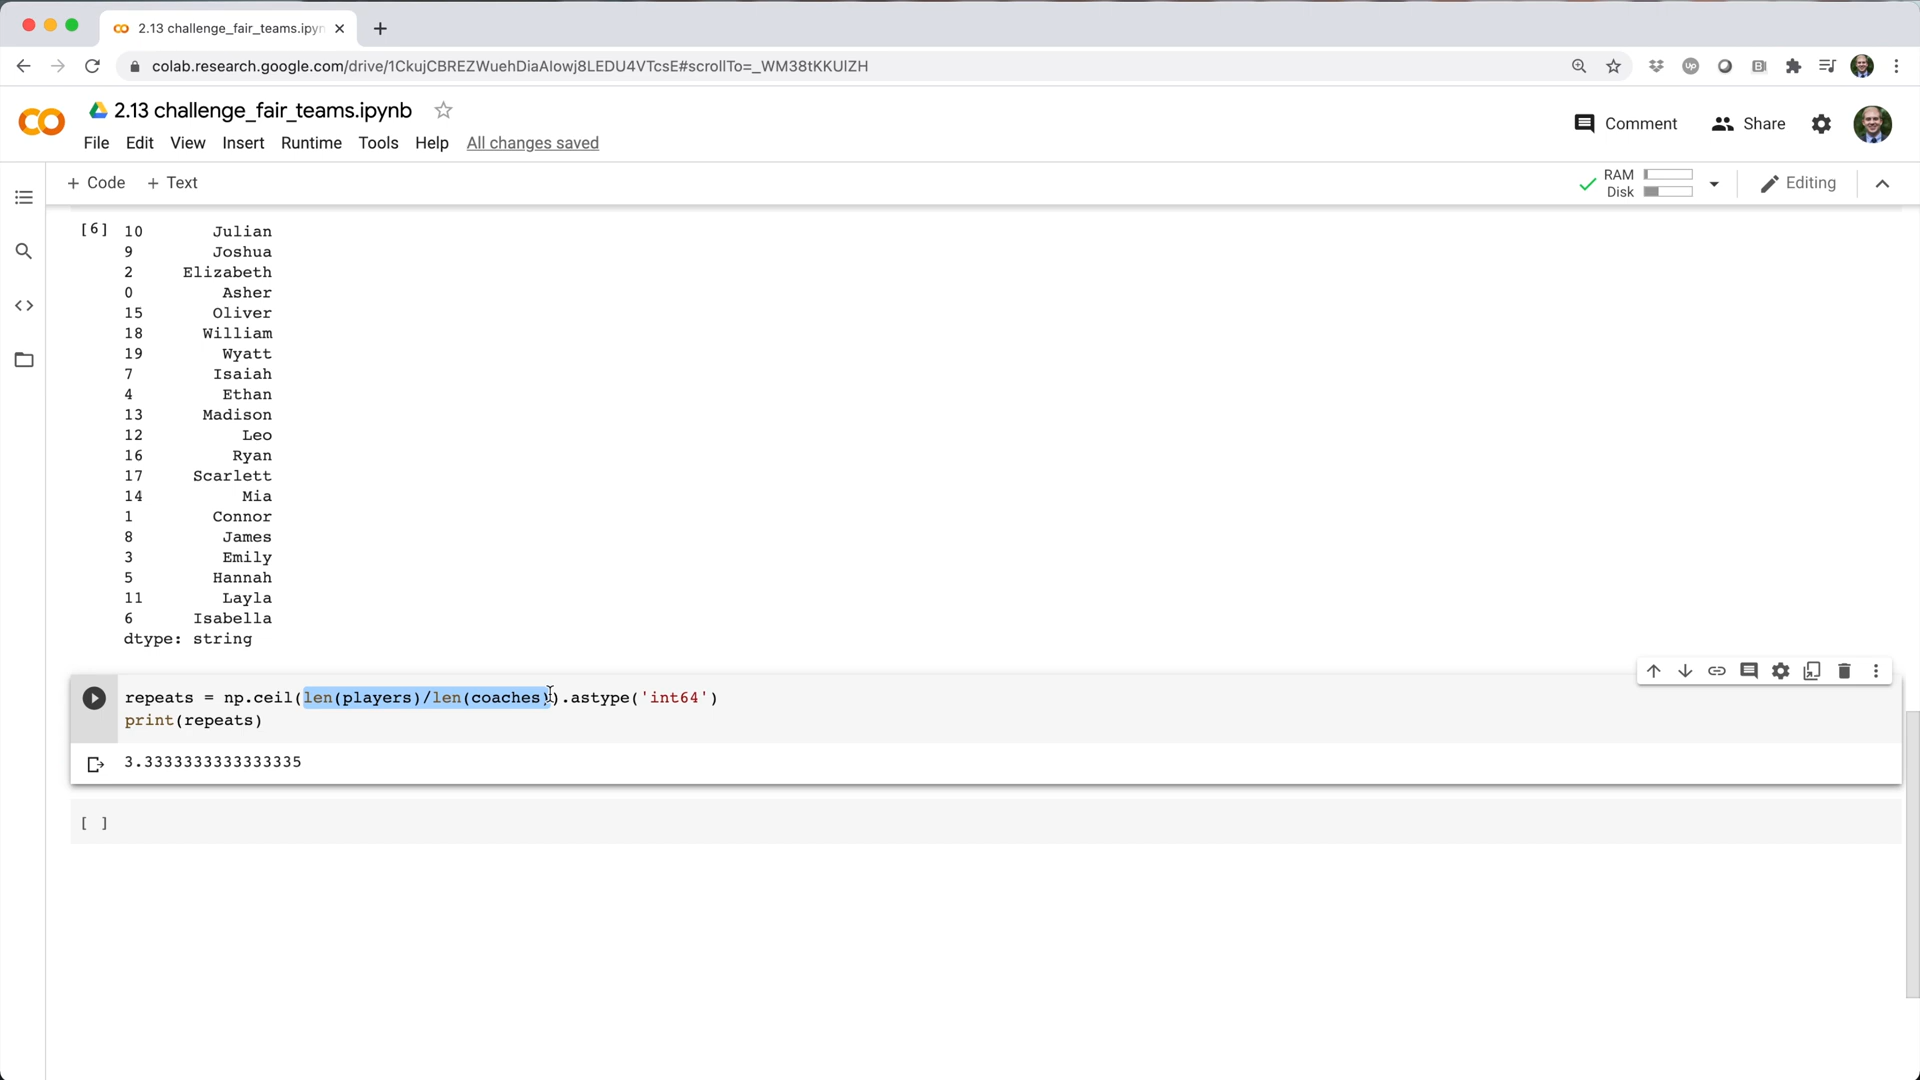 2.13 challenge_fair_teams.ipyn
colab.research.google.com/drive/1CkujCBREZWuehDiaAIowj8LEDU4VTcsE#scrollTo=_WM38tKKUlZH
2.13 challenge_fair_teams.ipynb
Comment
Share
File Edit View Insert Runtime Tools Help All changes saved
+ Code + Text
RAM
Disk
Editing
[6] 10 Julian
9 Joshua
2 Elizabeth
0 Asher
15 Oliver
18 William
19 Wyatt
7 Isaiah
4 Ethan
13 Madison
12 Leo
16 Ryan
17 Scarlett
14 Mia
1 Connor
8 James
3 Emily
5 Hannah
11 Layla
6 Isabella
dtype: string
repeats = np.ceil(len(players)/len(coaches)).astype('int64')
print(repeats)
3.3333333333333335
[ ]